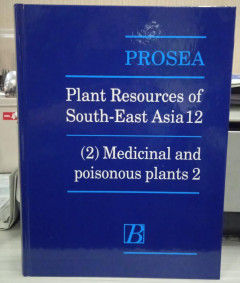 PROSEA
Plant Resources of
South-East Asia 12
(2) Medicinal and
poisonous plants 2
B